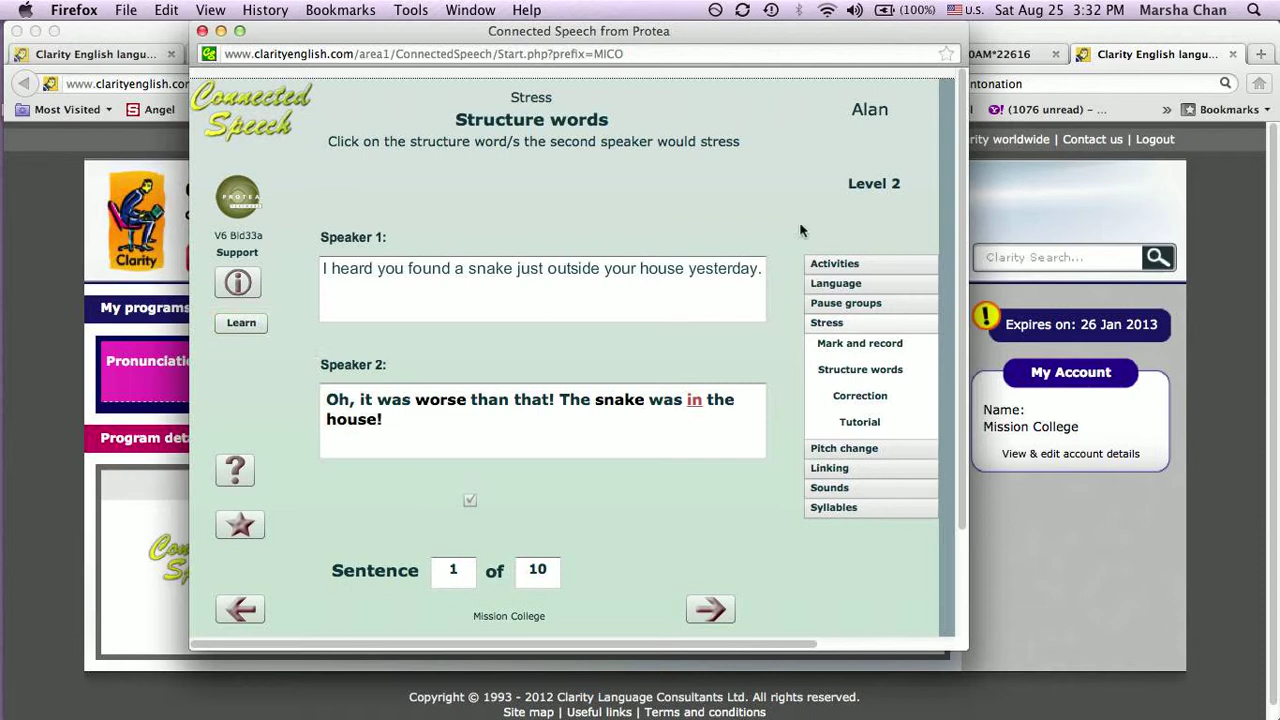 Firefox File Edit View History Bookmarks Tools Window Help (100%) U.S. Sat Aug 25 3:32 PM Marsha Chan
Connected Speech from Protea
Clarity English langu... 0AM*22616 Clarity English langu...
www.clarityenglish.com/area1/ConnectedSpeech/Start.php?prefix=MICO
www.clarityenglish.com ntonation
Most Visited Angel (1076 unread) – ... Bookmarks
Connected Speech
Stress
Structure words
Click on the structure word/s the second speaker would stress
Alan
Level 2
rity worldwide | Contact us | Logout
PROTEA
V6 Bld33a
Support
Learn
Clarity
Clarity Search...
My programs
Pronunciati
Program det
Speaker 1:
I heard you found a snake just outside your house yesterday.
Speaker 2:
Oh, it was worse than that! The snake was in the
house!
Activities
Language
Pause groups
Stress
Mark and record
Structure words
Correction
Tutorial
Pitch change
Linking
Sounds
Syllables
Expires on: 26 Jan 2013
My Account
Name:
Mission College
View & edit account details
Sentence 1 of 10
Mission College
Copyright © 1993 - 2012 Clarity Language Consultants Ltd. All rights reserved.
Site map | Useful links | Terms and conditions